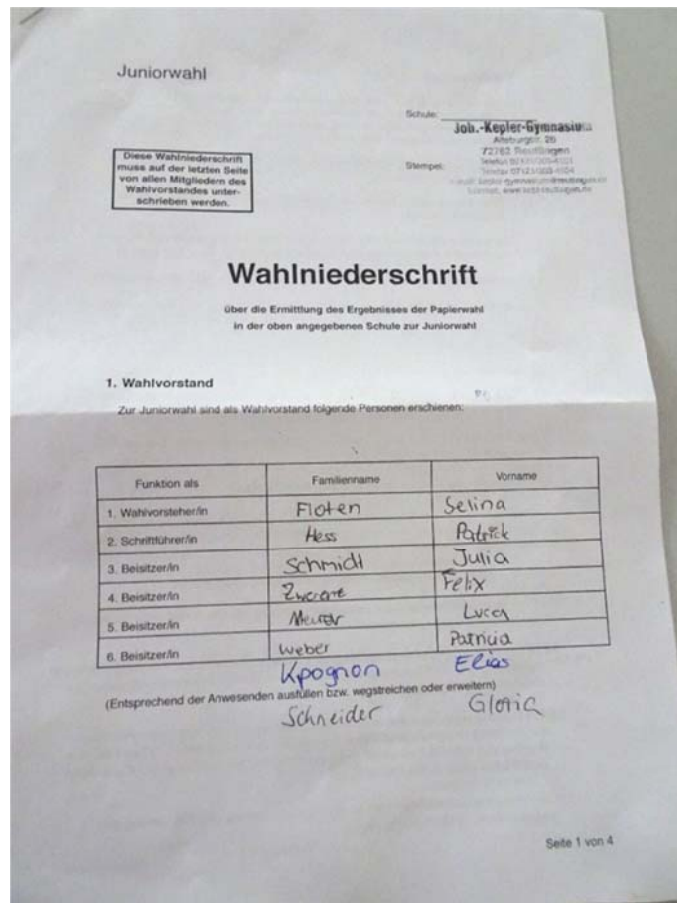 Juniorwahl
Schule:
Joh.-Kepler-Gymnasium
72762 Reutlingen
Stempel:
Diese Wahlniederschrift
muss auf der letzten Seite
von allen Mitgliedern des
Wahlvorstandes unter-
schrieben werden.
Wahlniederschrift
über die Ermittlung des Ergebnisses der Papierwahl
in der oben angegebenen Schule zur Juniorwahl
1. Wahlvorstand
Zur Juniorwahl sind als Wahlvorstand folgende Personen erschienen:
Funktion als Familienname Vorname
1. Wahlvorsteher/in Floten Selina
2. Schriftführer/in Hess Patrick
3. Beisitzer/in Schmidt Julia
4. Beisitzer/in Felix
5. Beisitzer/in Luca
6. Beisitzer/in Weber Patricia
Kpognon Elias
(Entsprechend der Anwesenden ausfüllen bzw. wegstreichen oder erweitern)
Schneider Gloria
Seite 1 von 4